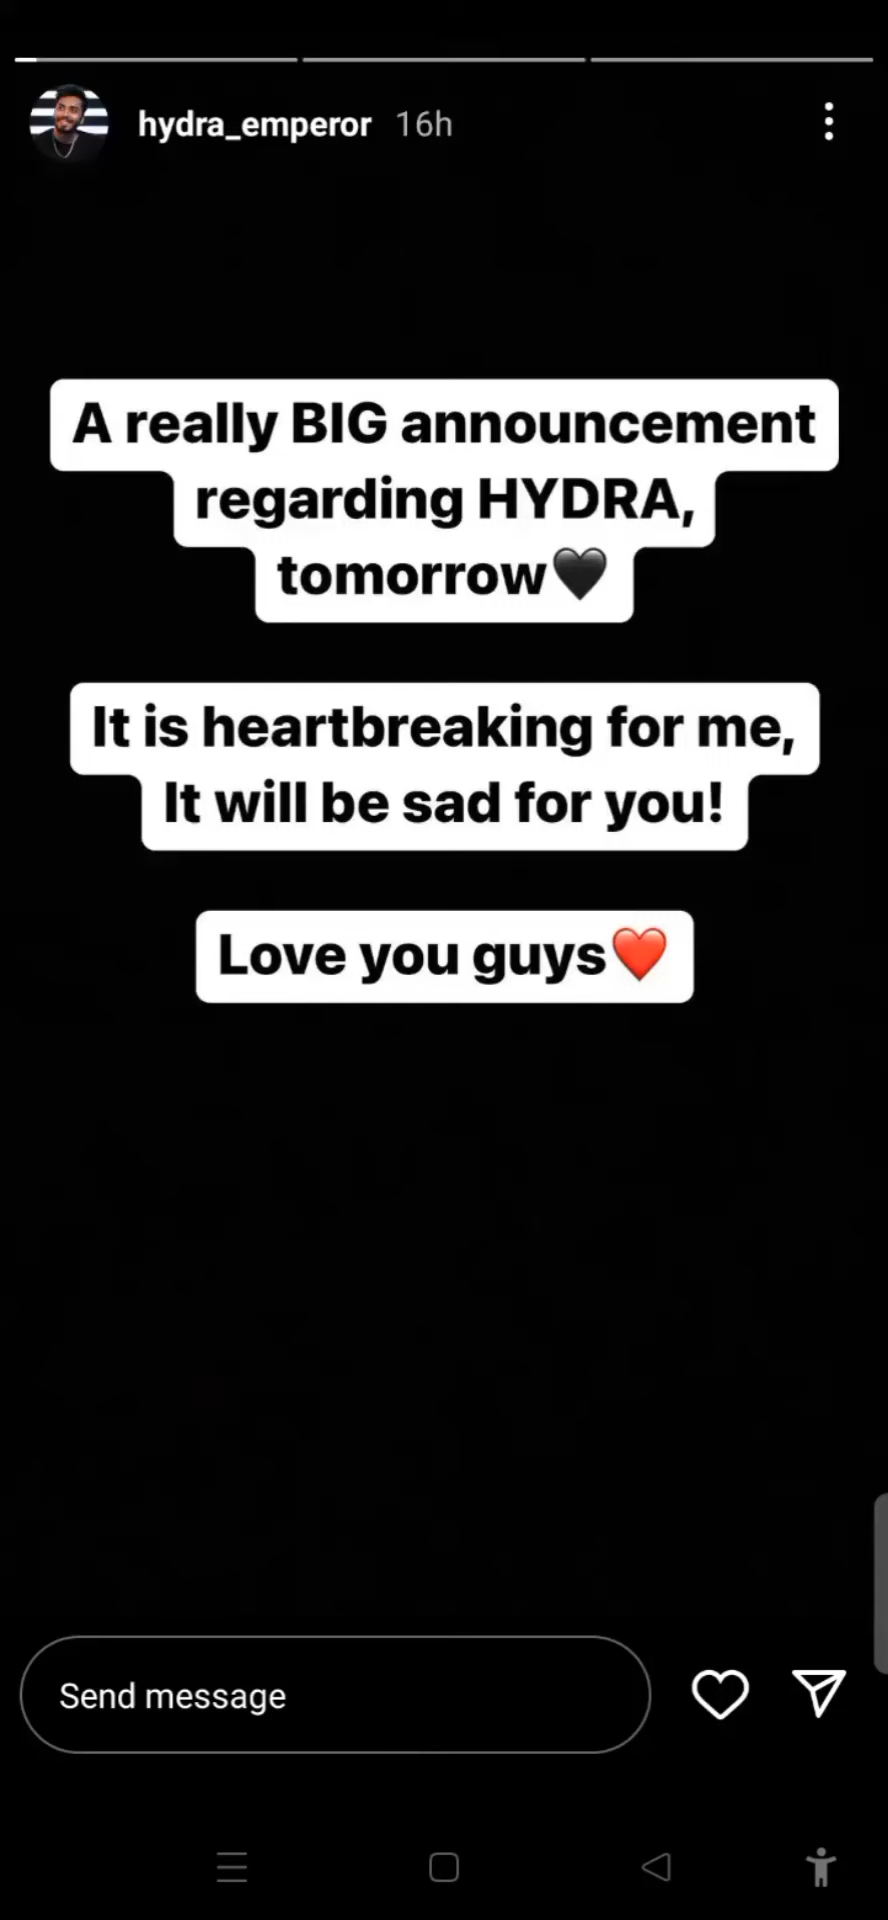 hydra_emperor 16h
A really BIG announcement
regarding HYDRA,
tomorrow🖤
It is heartbreaking for me,
It will be sad for you!
Love you guys❤️
Send message